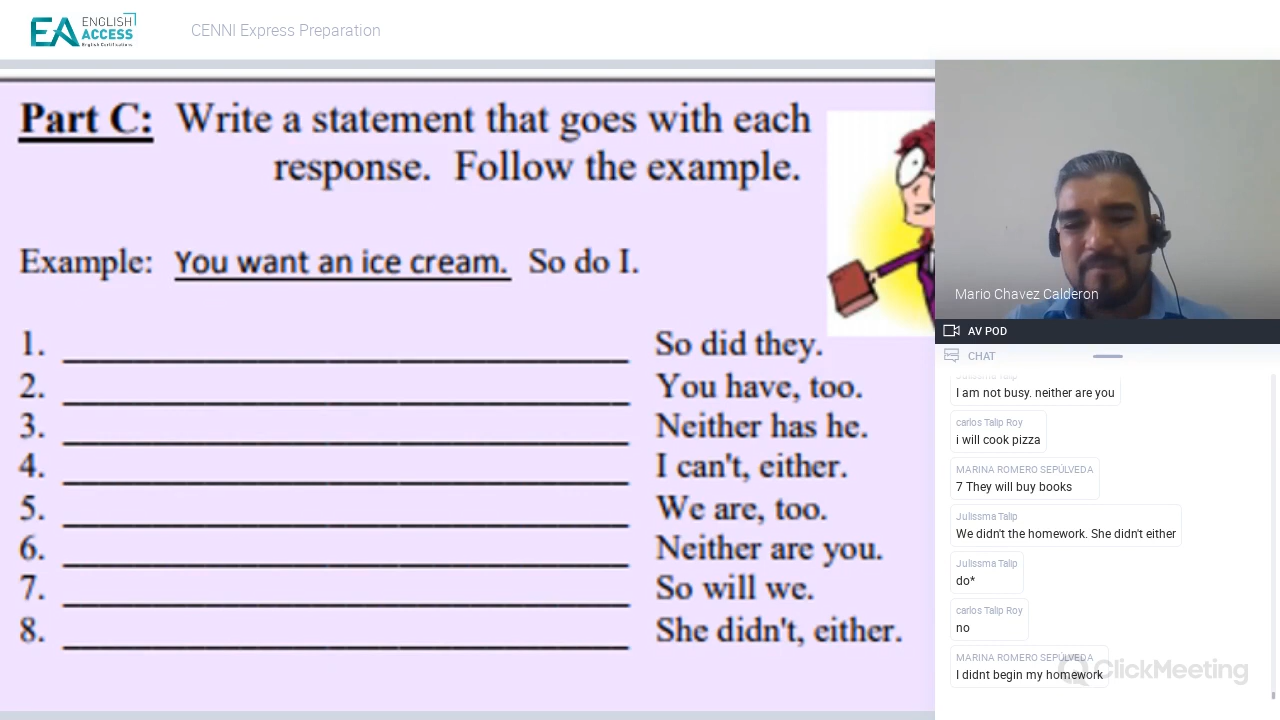 EA ENGLISH ACCESS
English Certifications
CENNI Express Preparation
Part C: Write a statement that goes with each
response. Follow the example.
Example: You want an ice cream. So do I.
1. So did they.
2. You have, too.
3. Neither has he.
4. I can't, either.
5. We are, too.
6. Neither are you.
7. So will we.
8. She didn't, either.
Mario Chavez Calderon
AV POD
CHAT
Julissma Talip
I am not busy. neither are you
carlos Talip Roy
i will cook pizza
MARINA ROMERO SEPÚLVEDA
7 They will buy books
Julissma Talip
We didn't the homework. She didn't either
Julissma Talip
do*
carlos Talip Roy
no
MARINA ROMERO SEPÚLVEDA
I didnt begin my homework
ClickMeeting